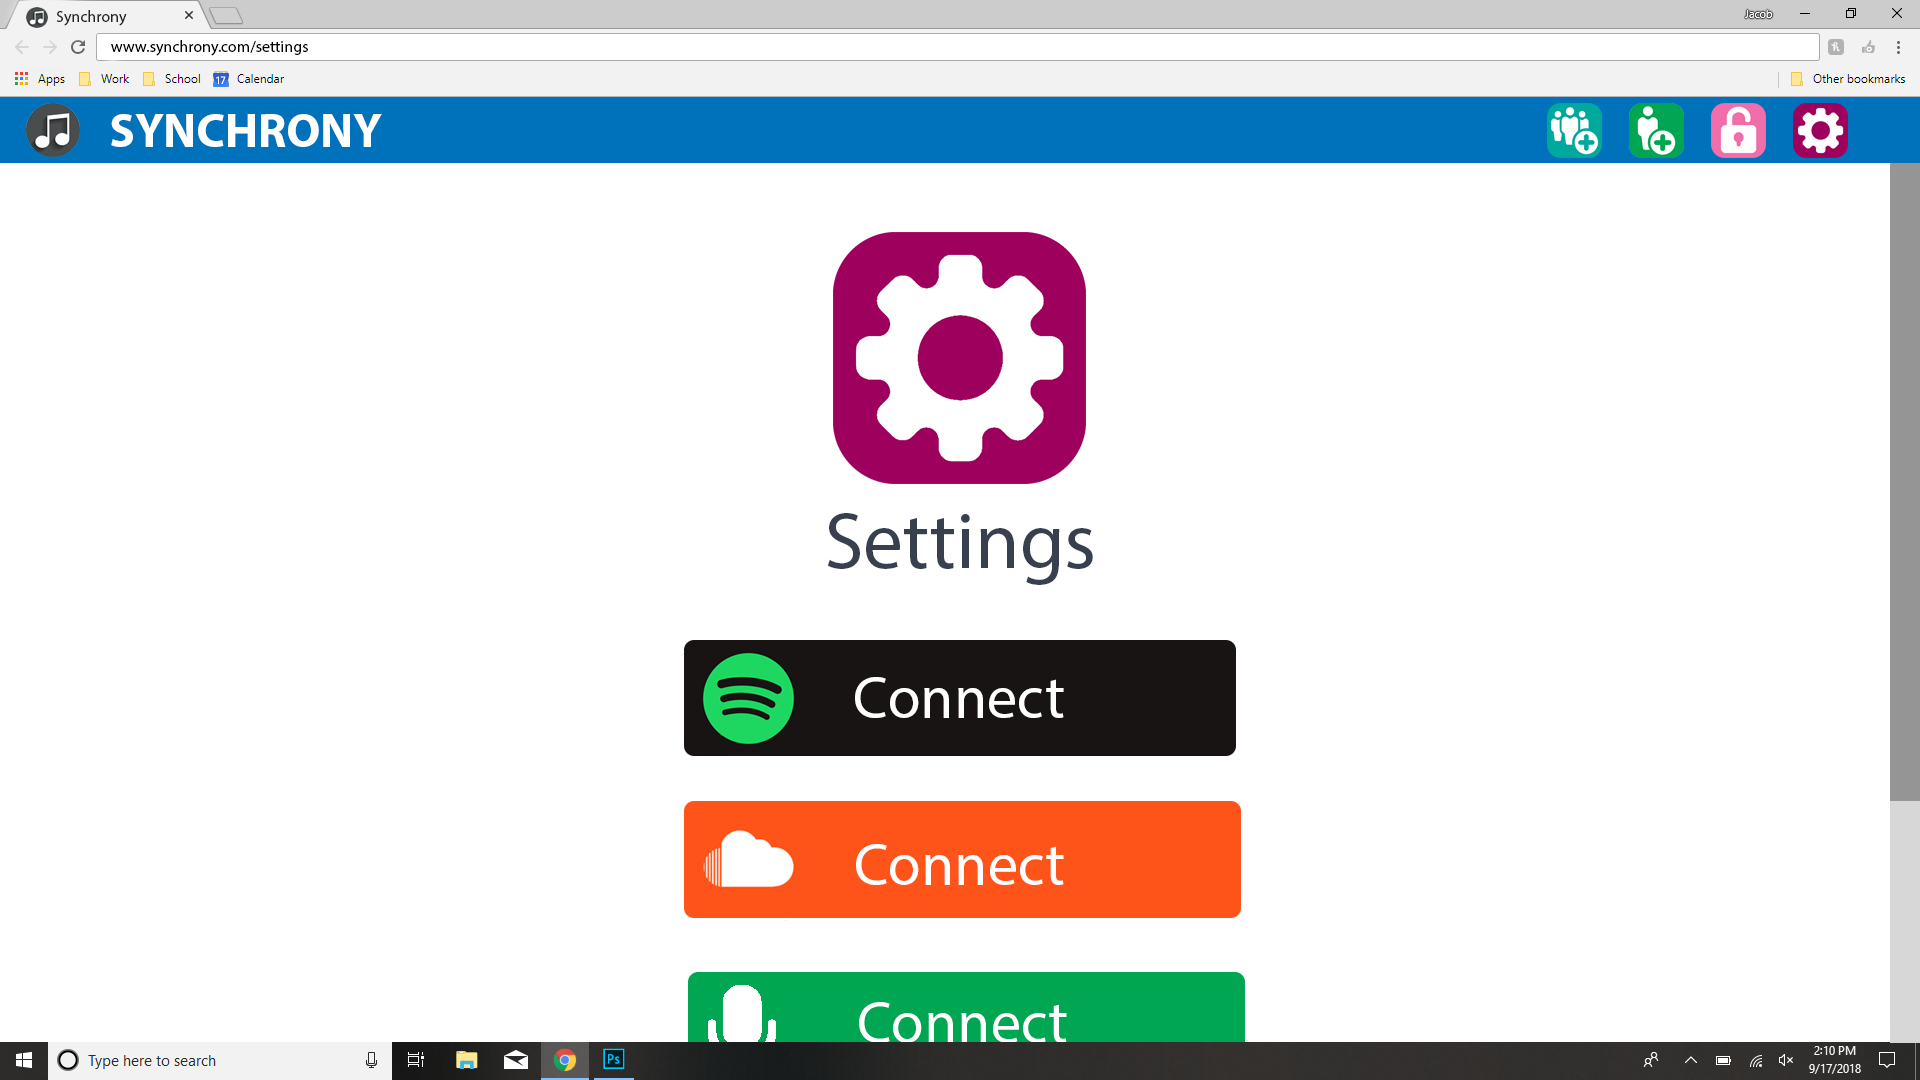 Synchrony
Jacob
www.synchrony.com/settings
Apps Work School 17 Calendar Other bookmarks
SYNCHRONY
Settings
Connect
Connect
Connect
Type here to search
Ps
2:10 PM
9/17/2018